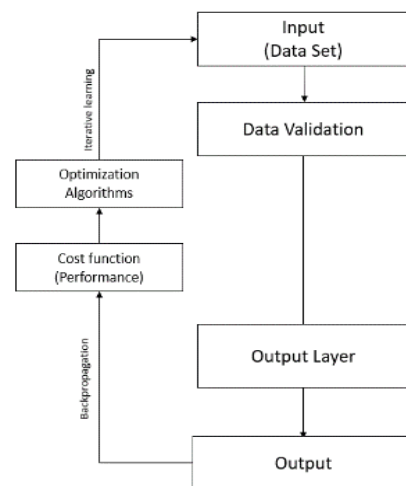 Input
(Data Set)
Data Validation
Iterative learning
Optimization
Algorithms
Cost function
(Performance)
Output Layer
Backpropagation
Output